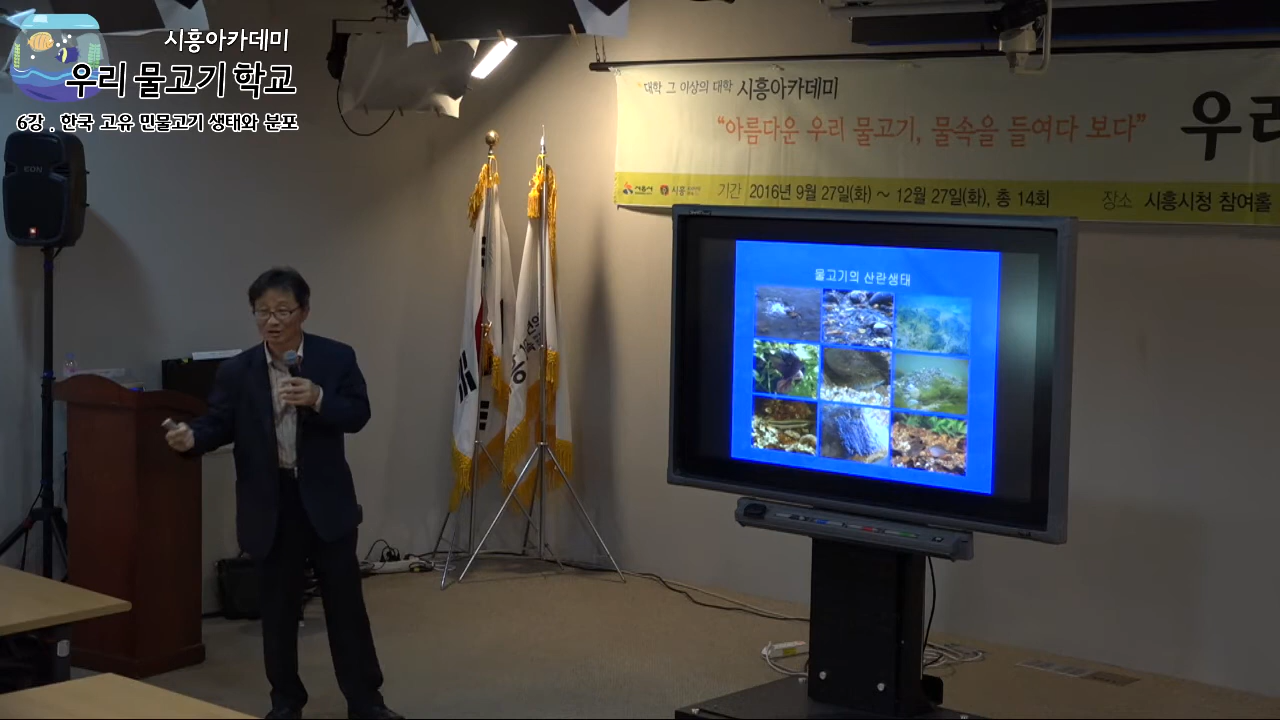 시흥아카데미
우리 물고기 학교
6강 . 한국 고유 민물고기 생태와 분포
대학 그 이상의 대학 시흥아카데미
“아름다운 우리 물고기, 물속을 들여다 보다”
우리
시흥시 시흥
기간 2016년 9월 27일(화) ~ 12월 27일(화), 총 14회
장소 시흥시청 참여홀
물고기의 산란생태